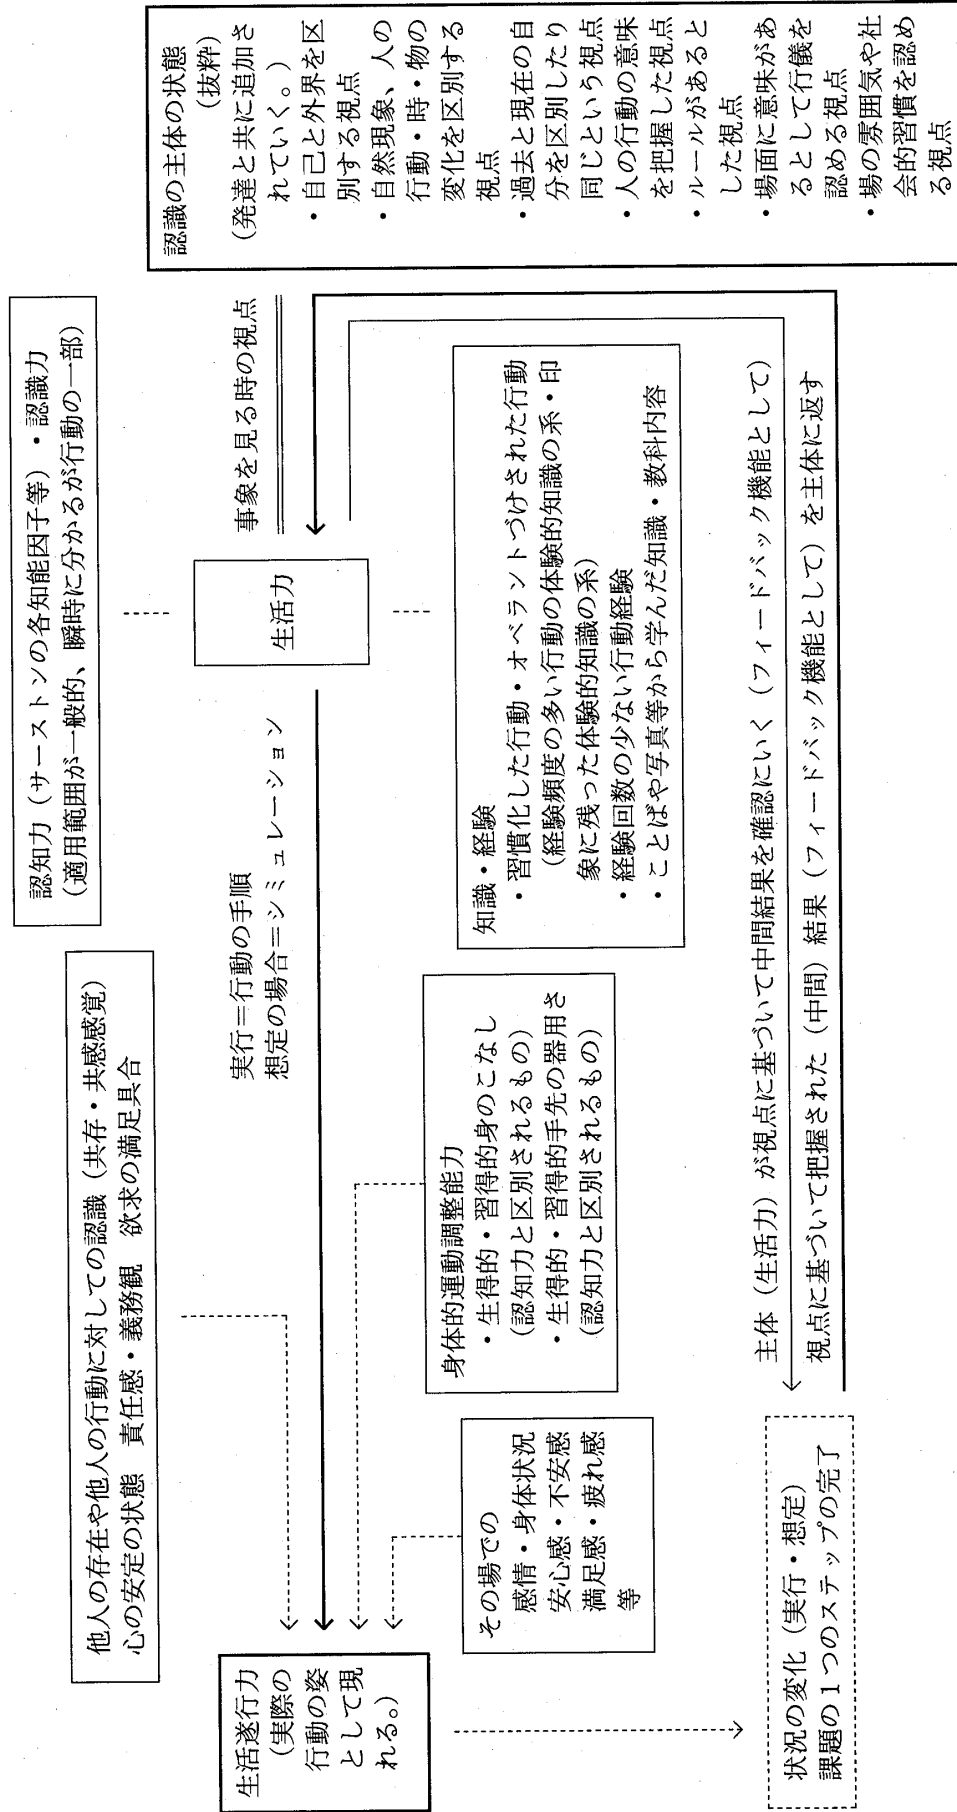 認知力（サーストンの各知能因子等）・認識力
（適用範囲が一般的、瞬時に分かるが行動の一部）
他人の存在や他人の行動に対しての認識（共存・共感感覚）
心の安定の状態　責任感・義務観　欲求の満足具合
生活遂行力
（実際の
行動の姿
として現
れる。）
実行＝行動の手順
想定の場合＝シミュレーション
生活力
事象を見る時の視点
認識の主体の状態
（抜粋）
（発達と共に追加さ
れていく。）
・自己と外界を区
別する視点
・自然現象、人の
行動・時・物の
変化を区別する
視点
・過去と現在の自
分を区別したり
同じという視点
・人の行動の意味
を把握した視点
・ルールがあると
した視点
・場面に意味があ
るとして行儀を
認める視点
・場の雰囲気や社
会的習慣を認め
る視点
その場での
感情・身体状況
安心感・不安感
満足感・疲れ感
等
身体的運動調整能力
・生得的・習得的身のこなし
（認知力と区別されるもの）
・生得的・習得的手先の器用さ
（認知力と区別されるもの）
知識・経験
・習慣化した行動・オペラントづけされた行動
（経験頻度の多い行動の体験的知識の系・印
象に残った体験的知識の系）
・経験回数の少ない行動経験
・ことばや写真等から学んだ知識・教科内容
状況の変化（実行・想定）
課題の１つのステップの完了
主体（生活力）が視点に基づいて中間結果を確認にいく（フィードバック機能として）
視点に基づいて把握された（中間）結果（フィードバック機能として）を主体に返す